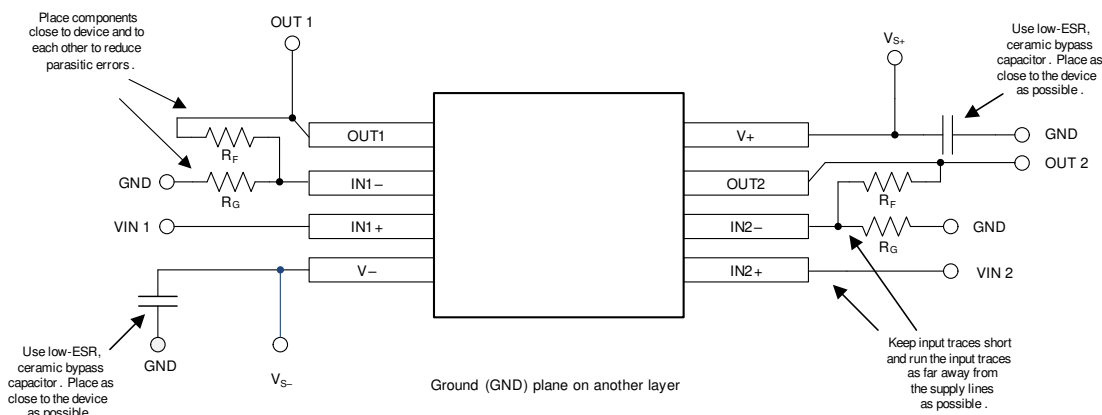 Place components
close to device and to
each other to reduce
parasitic errors .
OUT 1
VS+
Use low-ESR,
ceramic bypass
capacitor . Place as
close to the device
as possible .
OUT1
V+
GND
RF
OUT 2
GND
IN1−
OUT2
RF
RG
VIN 1
IN1+
IN2−
GND
RG
V−
IN2+
VIN 2
Use low-ESR,
ceramic bypass
capacitor . Place as
close to the device
as possible
GND
VS−
Ground (GND) plane on another layer
Keep input traces short
and run the input traces
as far away from
the supply lines
as possible .